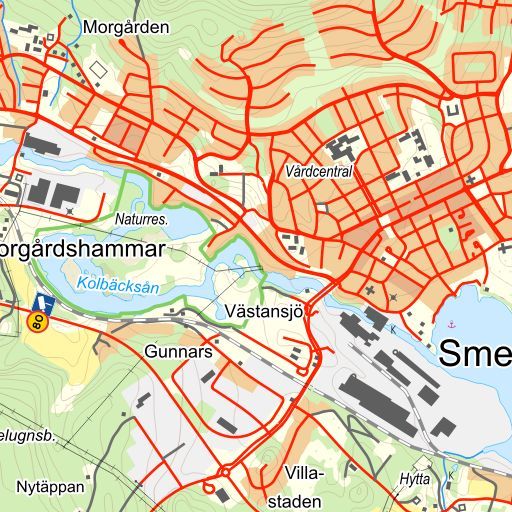 Morgården
Vårdcentral
Naturres.
orgårdshammar
Kolbäcksån
80
Västansjö
K
Sme
Gunnars
elugnsb.
Nytäppan
Villa-
staden
Hytta
K